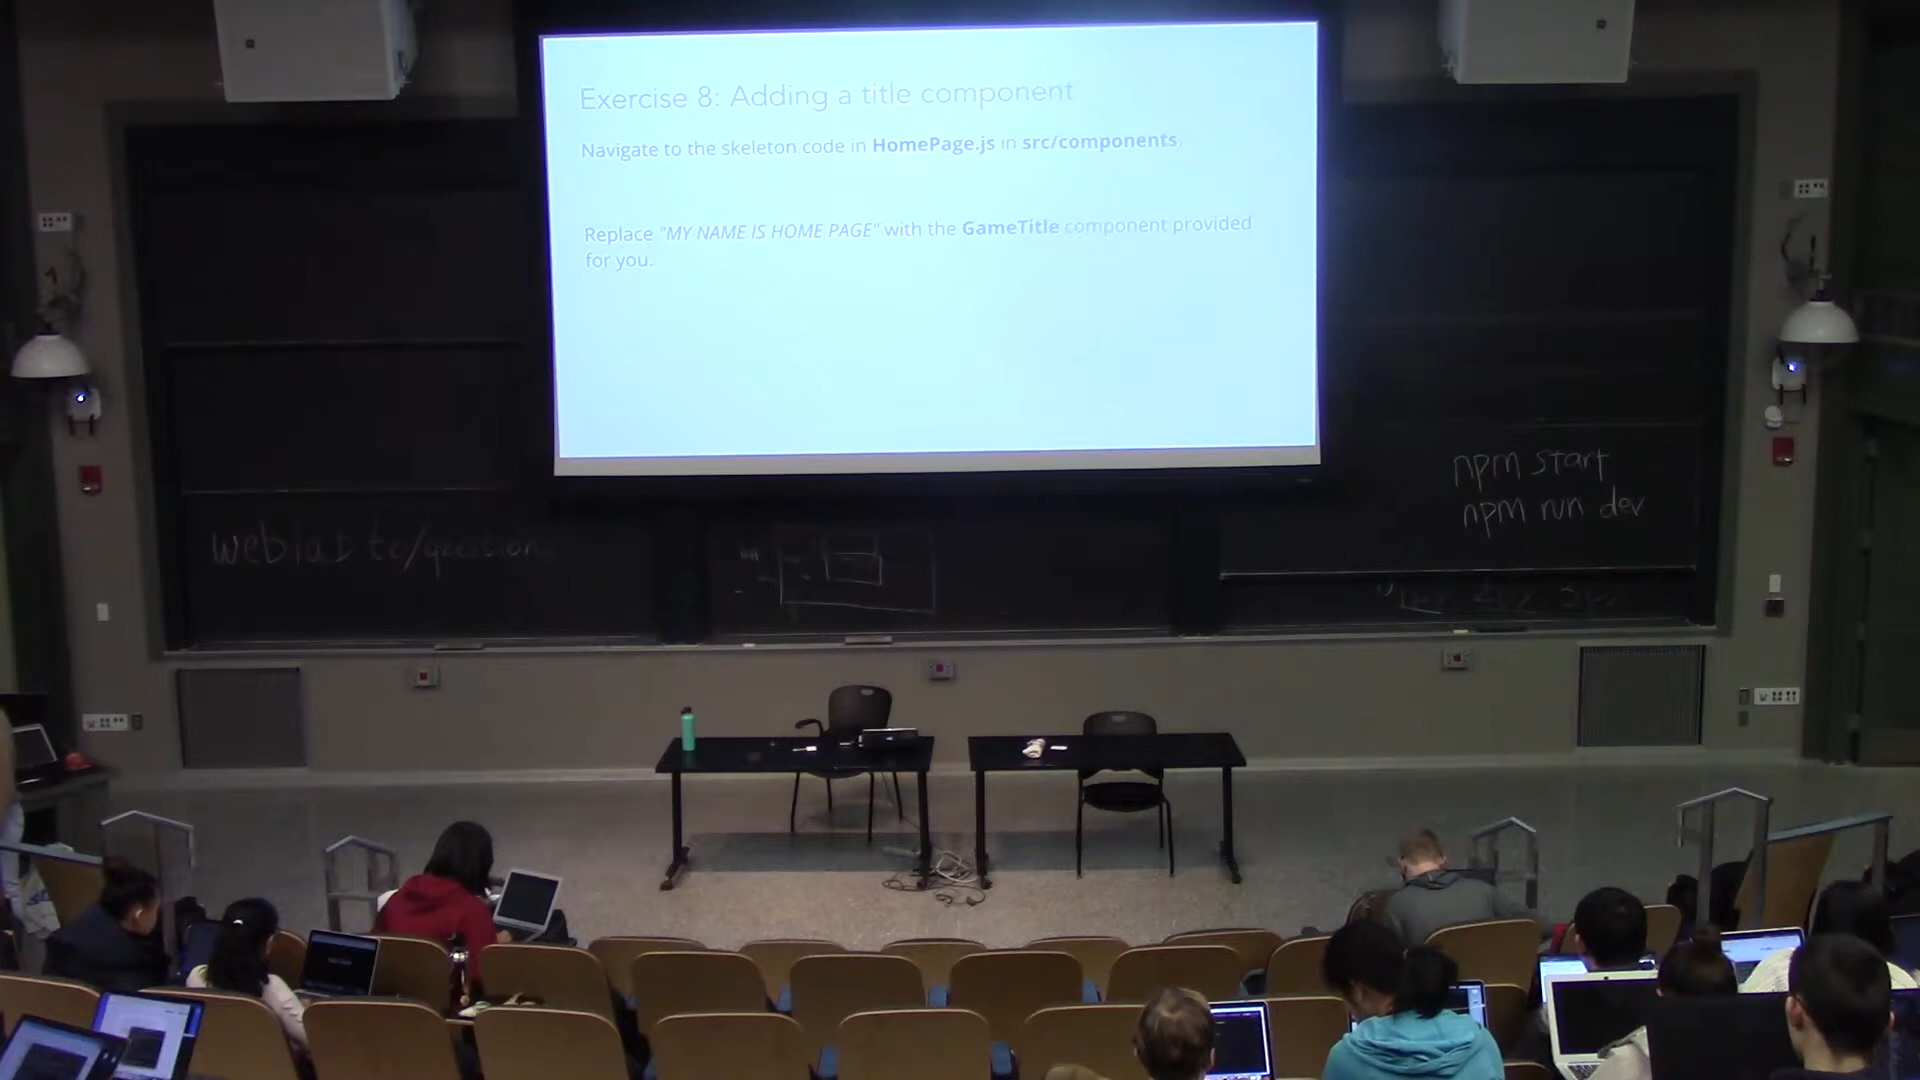 Exercise 8: Adding a title component
Navigate to the skeleton code in HomePage.js in src/components.
Replace "MY NAME IS HOME PAGE" with the GameTitle component provided
for you.
npm start
npm run dev
weblab